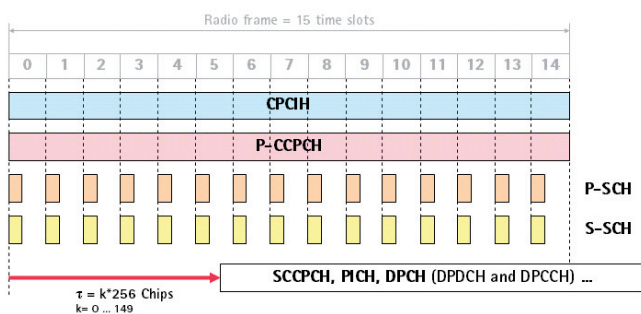 Radio frame = 15 time slots
0 1 2 3 4 5 6 7 8 9 10 11 12 13 14
CPCIH
P-CCPCH
P-SCH
S-SCH
SCCPCH, PICH, DPCH (DPDCH and DPCCH) ...
τ = k*256 Chips
k= 0 ... 149